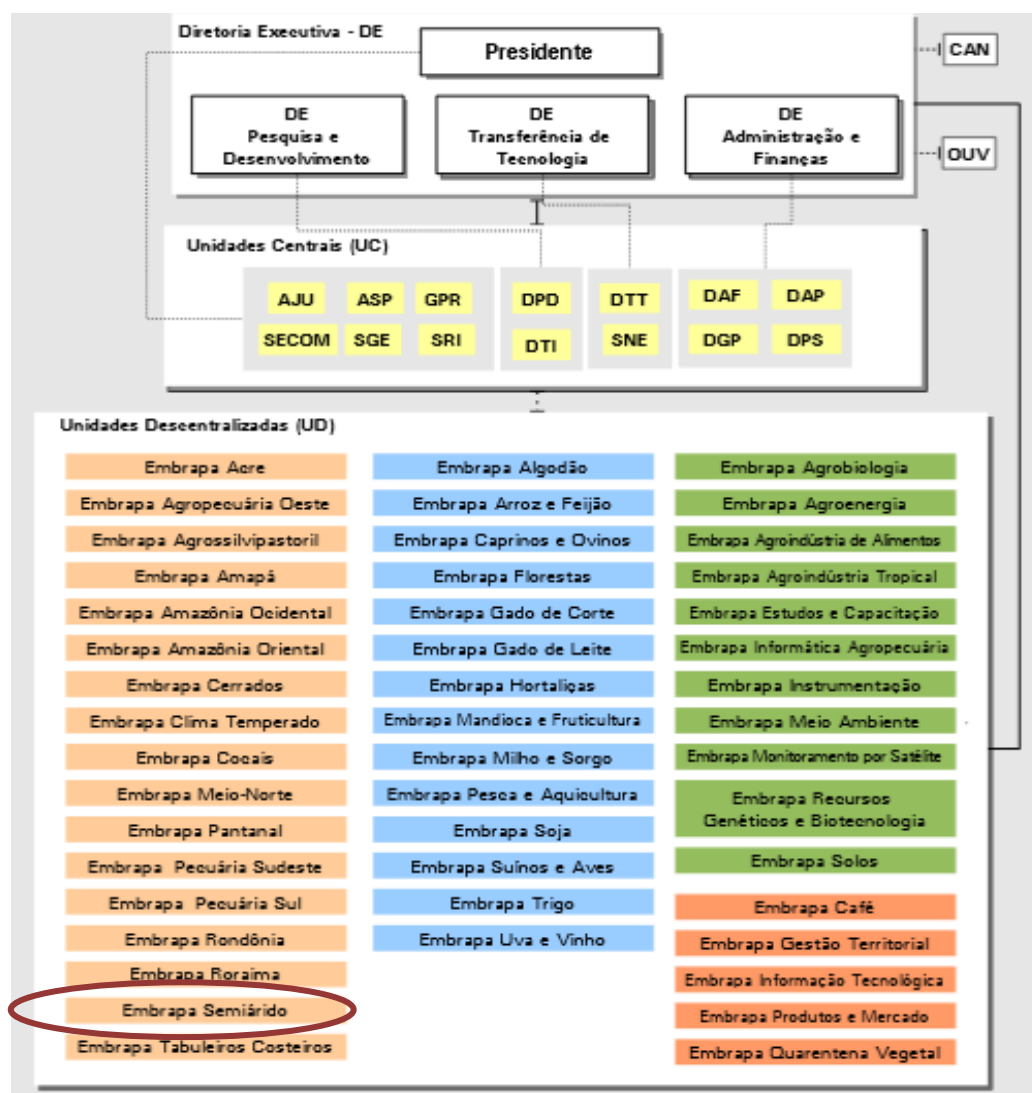 Diretoria Executiva - DE
Presidente
CAN
DE
Pesquisa e
Desenvolvimento
DE
Transferência de
Tecnologia
DE
Administração e
Finanças
OUV
Unidades Centrais (UC)
AJU
ASP
GPR
DPD
DTT
DAF
DAP
SECOM
SGE
SRI
DTI
SNE
DGP
DPS
Unidades Descentralizadas (UD)
Embrapa Acre
Embrapa Agropecuária Oeste
Embrapa Agrossilvipastoril
Embrapa Amapá
Embrapa Amazônia Ocidental
Embrapa Amazônia Oriental
Embrapa Cerrados
Embrapa Clima Temperado
Embrapa Cocais
Embrapa Meio-Norte
Embrapa Pantanal
Embrapa Pecuária Sudeste
Embrapa Pecuária Sul
Embrapa Rondônia
Embrapa Roraima
Embrapa Semiárido
Embrapa Tabuleiros Costeiros
Embrapa Algodão
Embrapa Arroz e Feijão
Embrapa Caprinos e Ovinos
Embrapa Florestas
Embrapa Gado de Corte
Embrapa Gado de Leite
Embrapa Hortaliças
Embrapa Mandioca e Fruticultura
Embrapa Milho e Sorgo
Embrapa Pesca e Aquicultura
Embrapa Soja
Embrapa Suínos e Aves
Embrapa Trigo
Embrapa Uva e Vinho
Embrapa Agrobiologia
Embrapa Agroenergia
Embrapa Agroindústria de Alimentos
Embrapa Agroindústria Tropical
Embrapa Estudos e Capacitação
Embrapa Informática Agropecuária
Embrapa Instrumentação
Embrapa Meio Ambiente
Embrapa Monitoramento por Satélite
Embrapa Recursos
Genéticos e Biotecnologia
Embrapa Solos
Embrapa Café
Embrapa Gestão Territorial
Embrapa Informação Tecnológica
Embrapa Produtos e Mercado
Embrapa Quarentena Vegetal